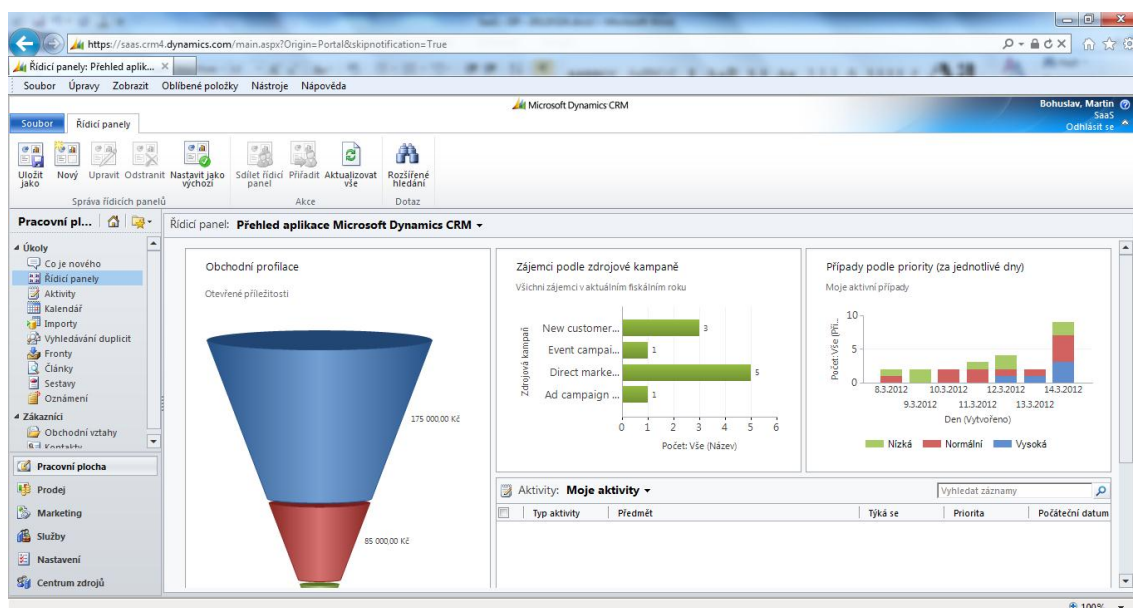 https://saas.crm4.dynamics.com/main.aspx?Origin=Portal&skipnotification=True
Řídicí panely: Přehled aplik...
Soubor Úpravy Zobrazit Oblíbené položky Nástroje Nápověda
Microsoft Dynamics CRM
Bohuslav, Martin
SaaS
Odhlásit se
Soubor Řídicí panely
Uložit jako
Nový
Upravit
Odstranit
Nastavit jako výchozí
Sdílet řídicí panel
Přiřadit
Aktualizovat vše
Rozšířené hledání
Správa řídicích panelů
Akce
Dotaz
Pracovní pl...
Řídicí panel: Přehled aplikace Microsoft Dynamics CRM
Úkoly
Co je nového
Řídicí panely
Aktivity
Kalendář
Importy
Vyhledávání duplicit
Fronty
Články
Sestavy
Oznámení
Zákazníci
Obchodní vztahy
Kontakty
Pracovní plocha
Prodej
Marketing
Služby
Nastavení
Centrum zdrojů
Obchodní profilace
Otevřené příležitosti
175 000,00 Kč
85 000,00 Kč
Zájemci podle zdrojové kampaně
Všichni zájemci v aktuálním fiskálním roku
Zdrojová kampaň
New customer... 3
Event campai... 1
Direct marke... 5
Ad campaign ... 1
0 1 2 3 4 5 6
Počet: Vše (Název)
Případy podle priority (za jednotlivé dny)
Moje aktivní případy
Počet: Vše (Pří...
10
5
0
8.3.2012 10.3.2012 12.3.2012 14.3.2012
9.3.2012 11.3.2012 13.3.2012
Den (Vytvořeno)
Nízká Normální Vysoká
Aktivity: Moje aktivity
Vyhledat záznamy
Typ aktivity Předmět Týká se Priorita Počáteční datum
100%